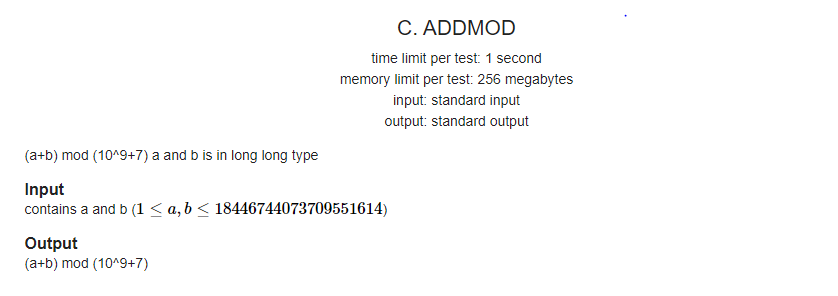 C. ADDMOD
time limit per test: 1 second
memory limit per test: 256 megabytes
input: standard input
output: standard output
(a+b) mod (10^9+7) a and b is in long long type
Input
contains a and b (1 ≤ a, b ≤ 18446744073709551614)
Output
(a+b) mod (10^9+7)